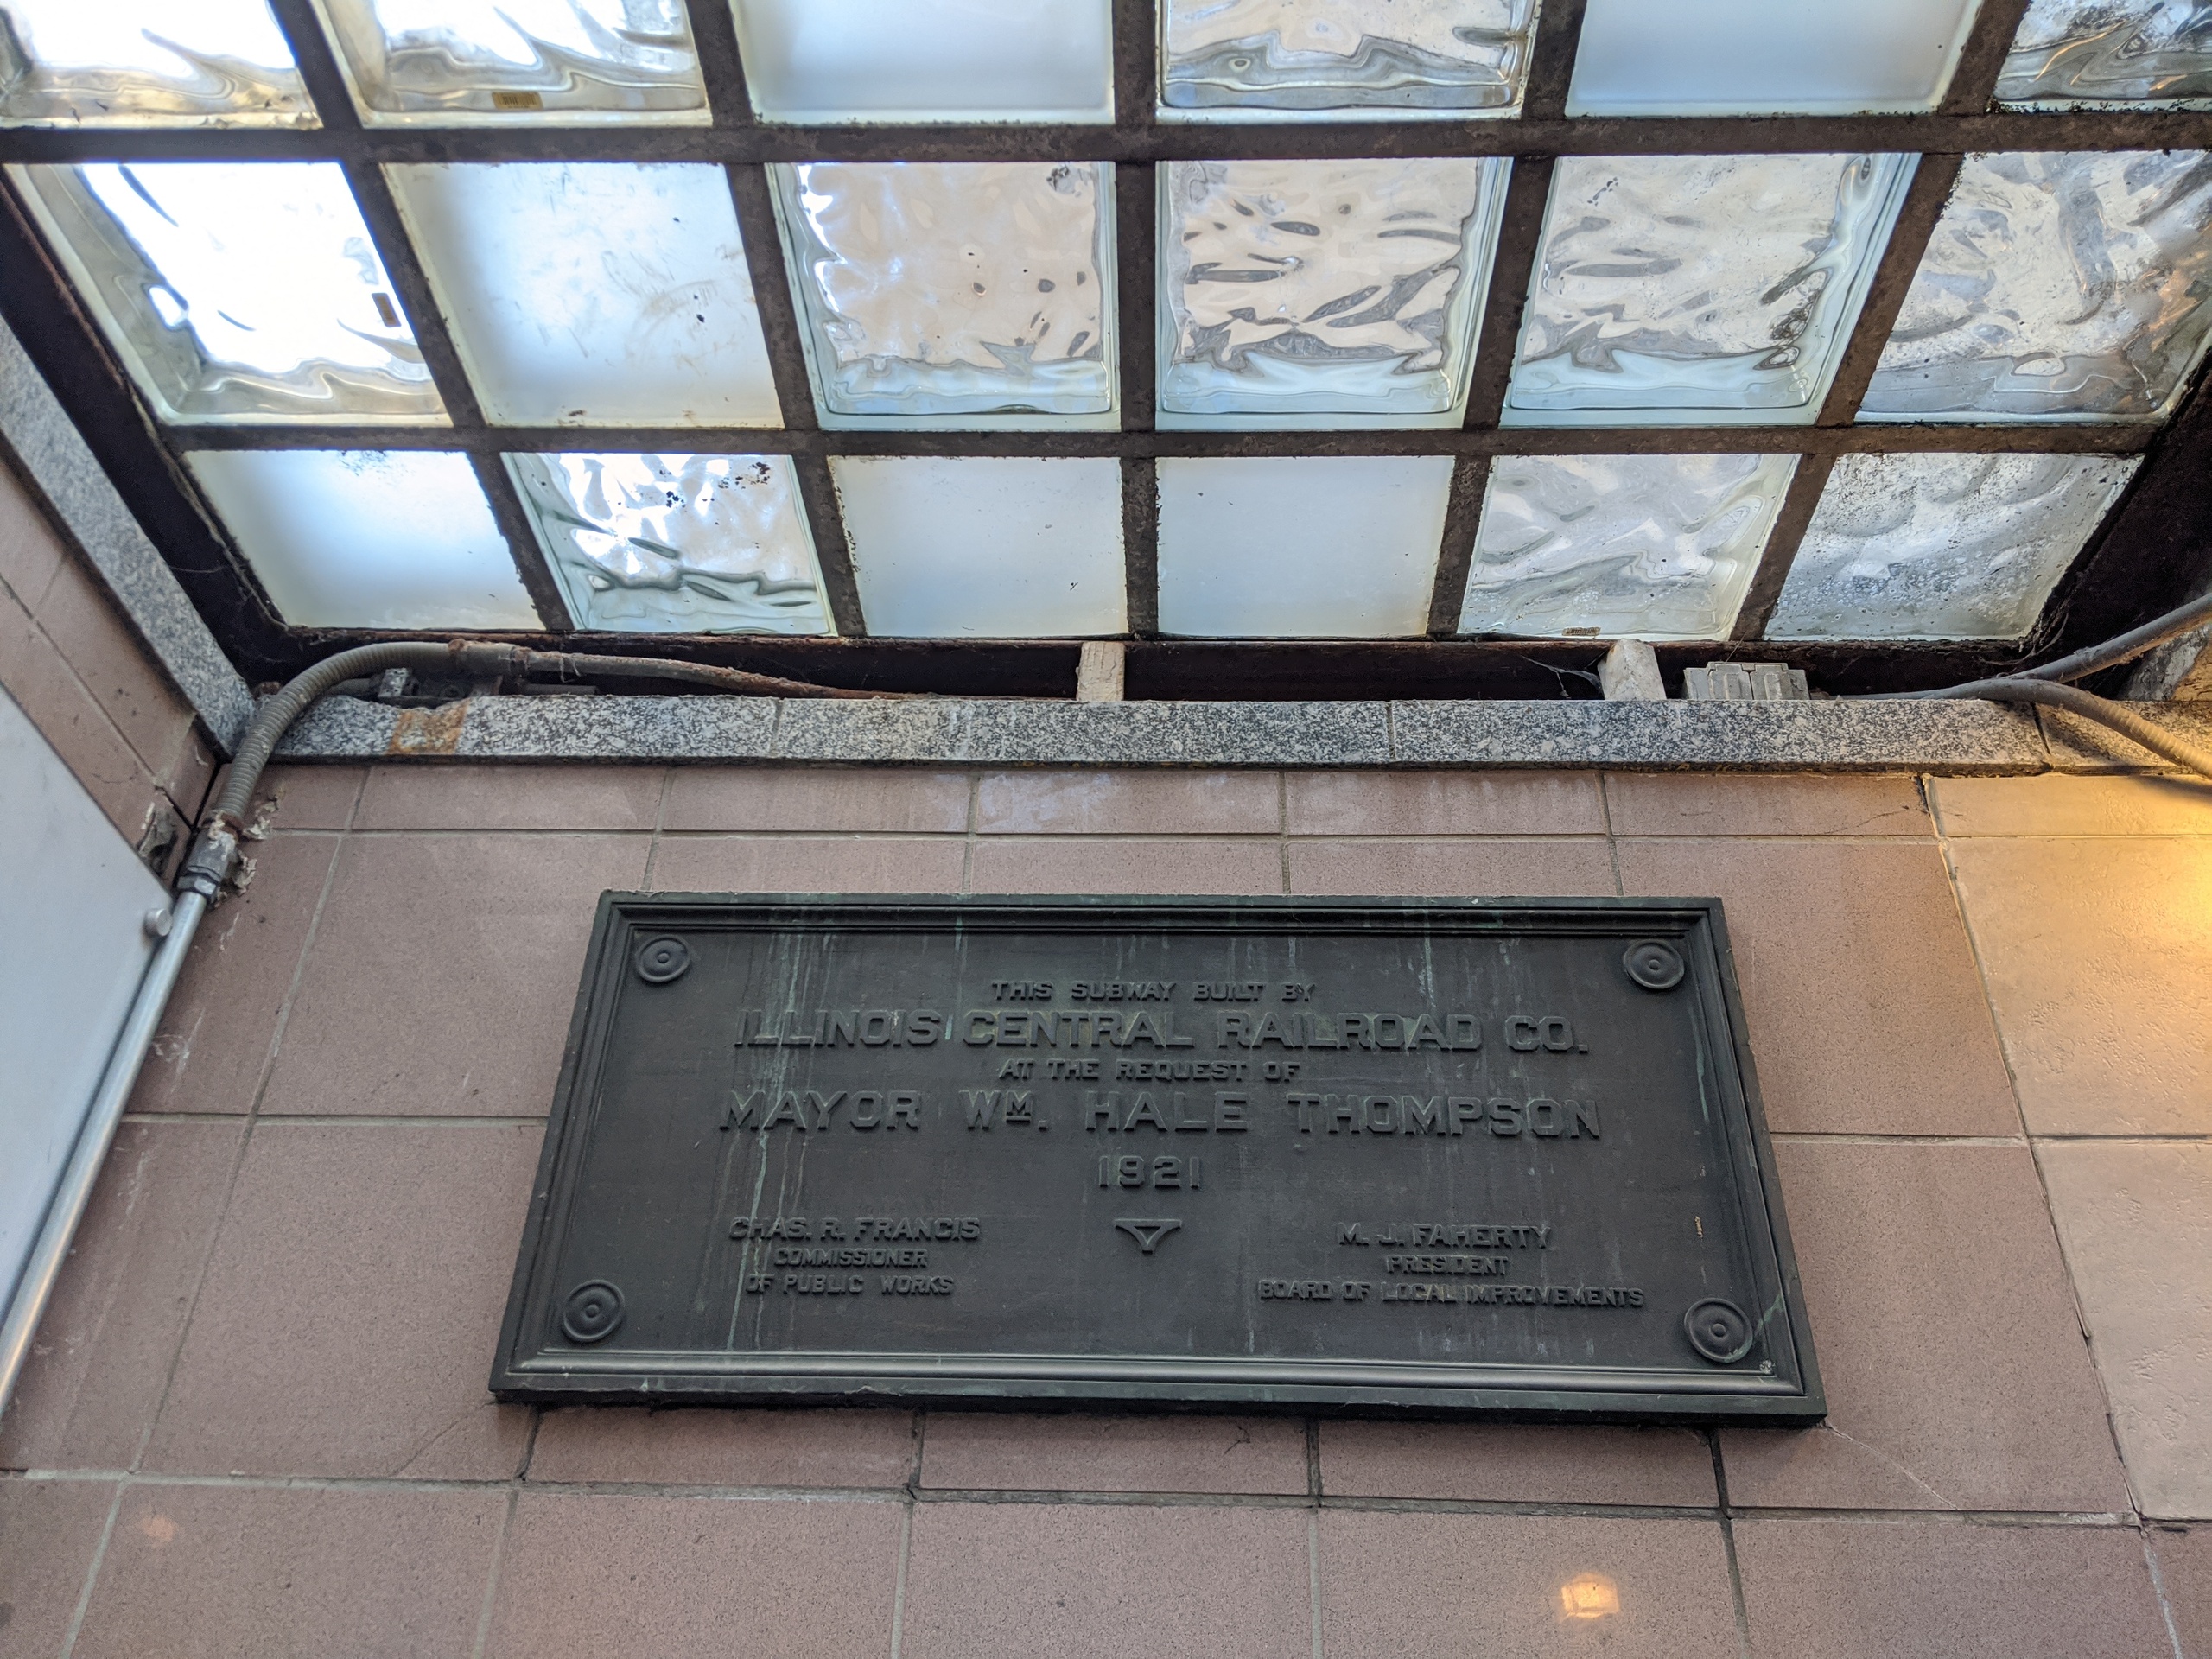 THIS SUBWAY BUILT BY
ILLINOIS CENTRAL RAILROAD CO.
AT THE REQUEST OF
MAYOR WM. HALE THOMPSON
1921
CHAS. R. FRANCIS
COMMISSIONER
OF PUBLIC WORKS
M. J. FAHERTY
PRESIDENT
BOARD OF LOCAL IMPROVEMENTS